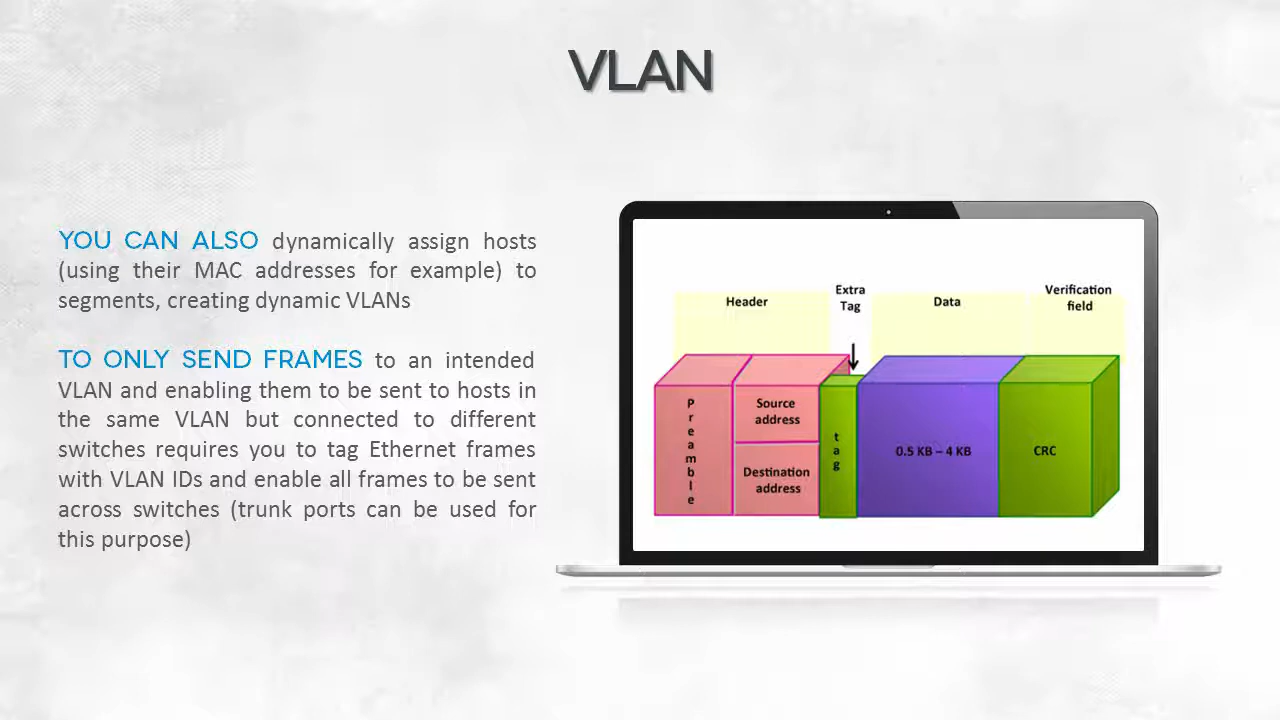 VLAN
YOU CAN ALSO dynamically assign hosts
(using their MAC addresses for example) to
segments, creating dynamic VLANs
TO ONLY SEND FRAMES to an intended
VLAN and enabling them to be sent to hosts in
the same VLAN but connected to different
switches requires you to tag Ethernet frames
with VLAN IDs and enable all frames to be sent
across switches (trunk ports can be used for
this purpose)
Header
Extra
Tag
Data
Verification
field
Preamble
Source
address
Destination
address
tag
0.5 KB – 4 KB
CRC